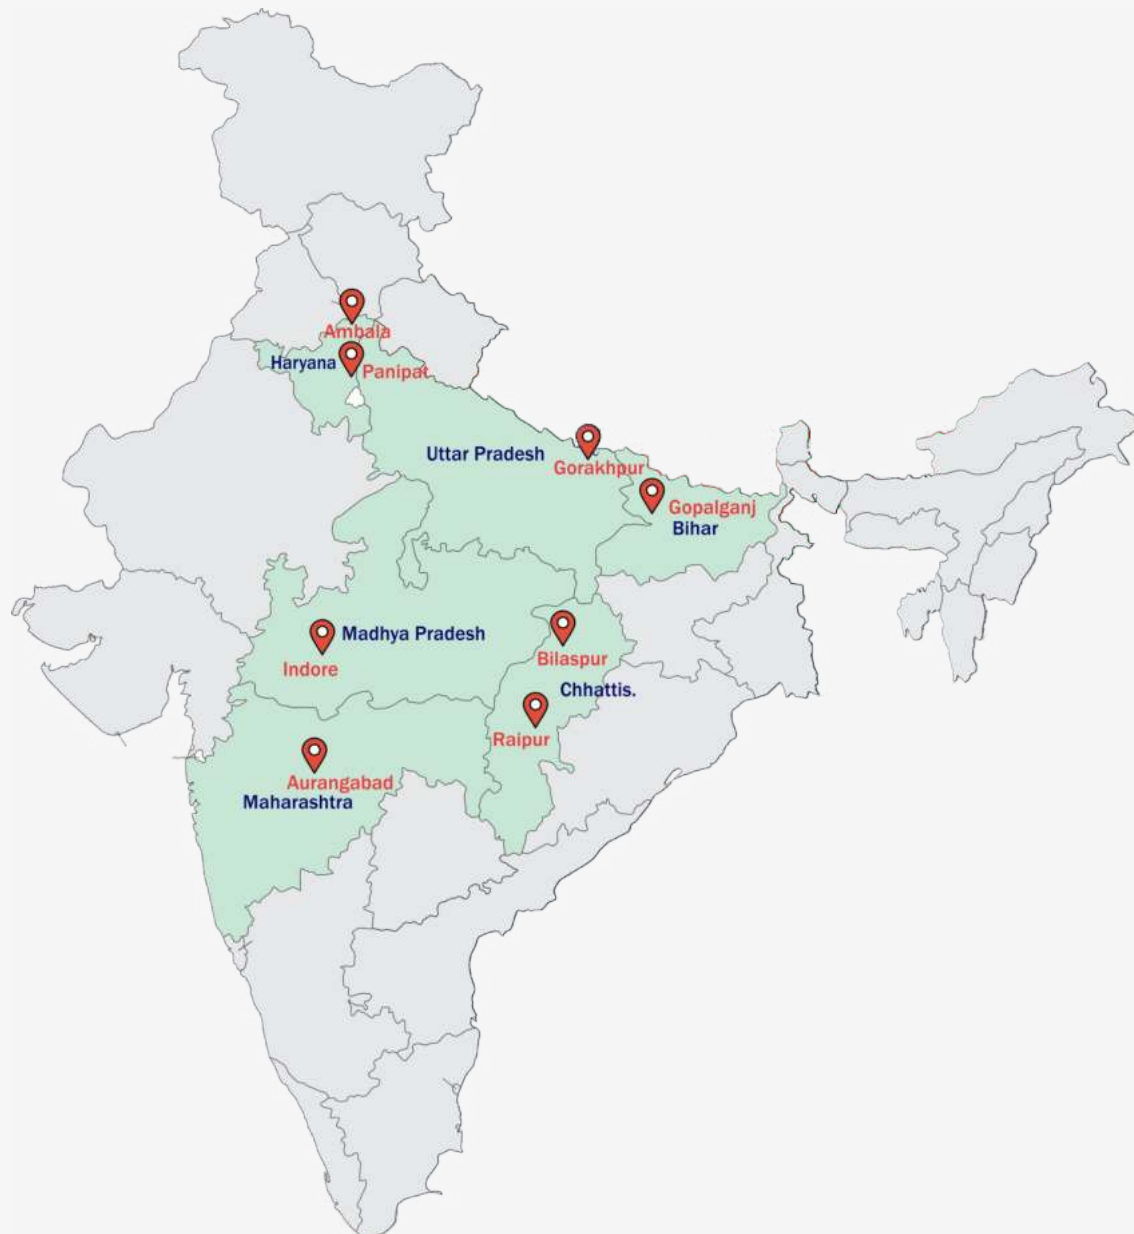 Ambala
Haryana
Panipat
Uttar Pradesh
Gorakhpur
Gopalganj
Bihar
Madhya Pradesh
Indore
Bilaspur
Chhattis.
Raipur
Aurangabad
Maharashtra